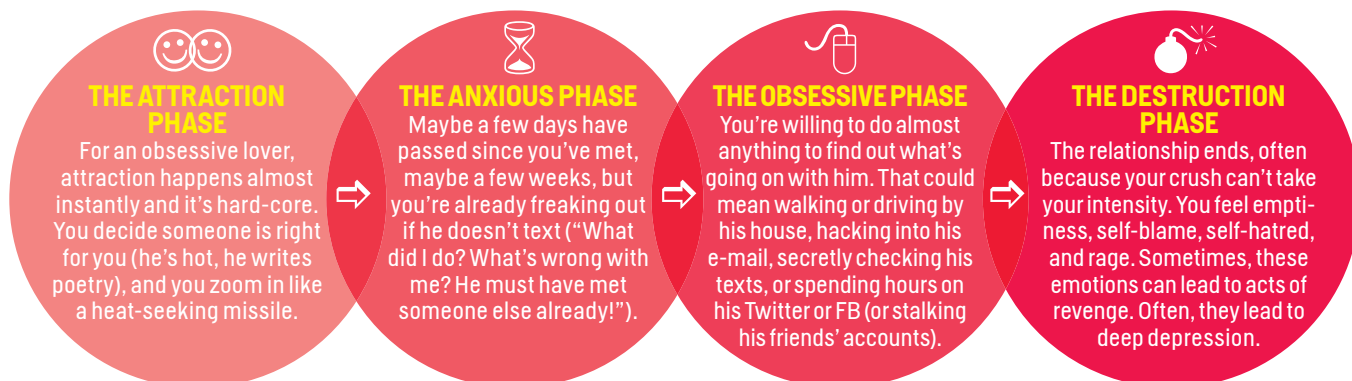 THE ATTRACTION
PHASE
For an obsessive lover,
attraction happens almost
instantly and it's hard-core.
You decide someone is right
for you (he's hot, he writes
poetry), and you zoom in like
a heat-seeking missile.
THE ANXIOUS PHASE
Maybe a few days have
passed since you've met,
maybe a few weeks, but
you're already freaking out
if he doesn't text (“What
did I do? What's wrong with
me? He must have met
someone else already!”).
THE OBSESSIVE PHASE
You're willing to do almost
anything to find out what's
going on with him. That could
mean walking or driving by
his house, hacking into his
e-mail, secretly checking his
texts, or spending hours on
his Twitter or FB (or stalking
his friends' accounts).
THE DESTRUCTION
PHASE
The relationship ends, often
because your crush can't take
your intensity. You feel empti-
ness, self-blame, self-hatred,
and rage. Sometimes, these
emotions can lead to acts of
revenge. Often, they lead to
deep depression.